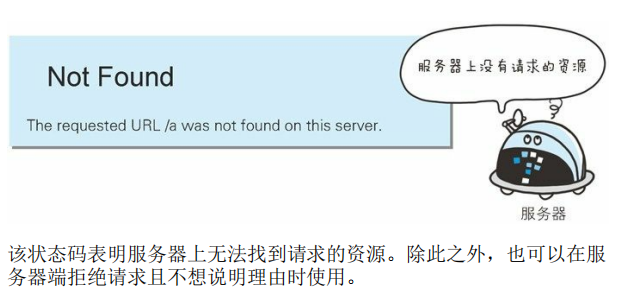 服务器上没有请求的资源
Not Found
The requested URL /a was not found on this server.
服务器
该状态码表明服务器上无法找到请求的资源。除此之外，也可以在服
务器端拒绝请求且不想说明理由时使用。